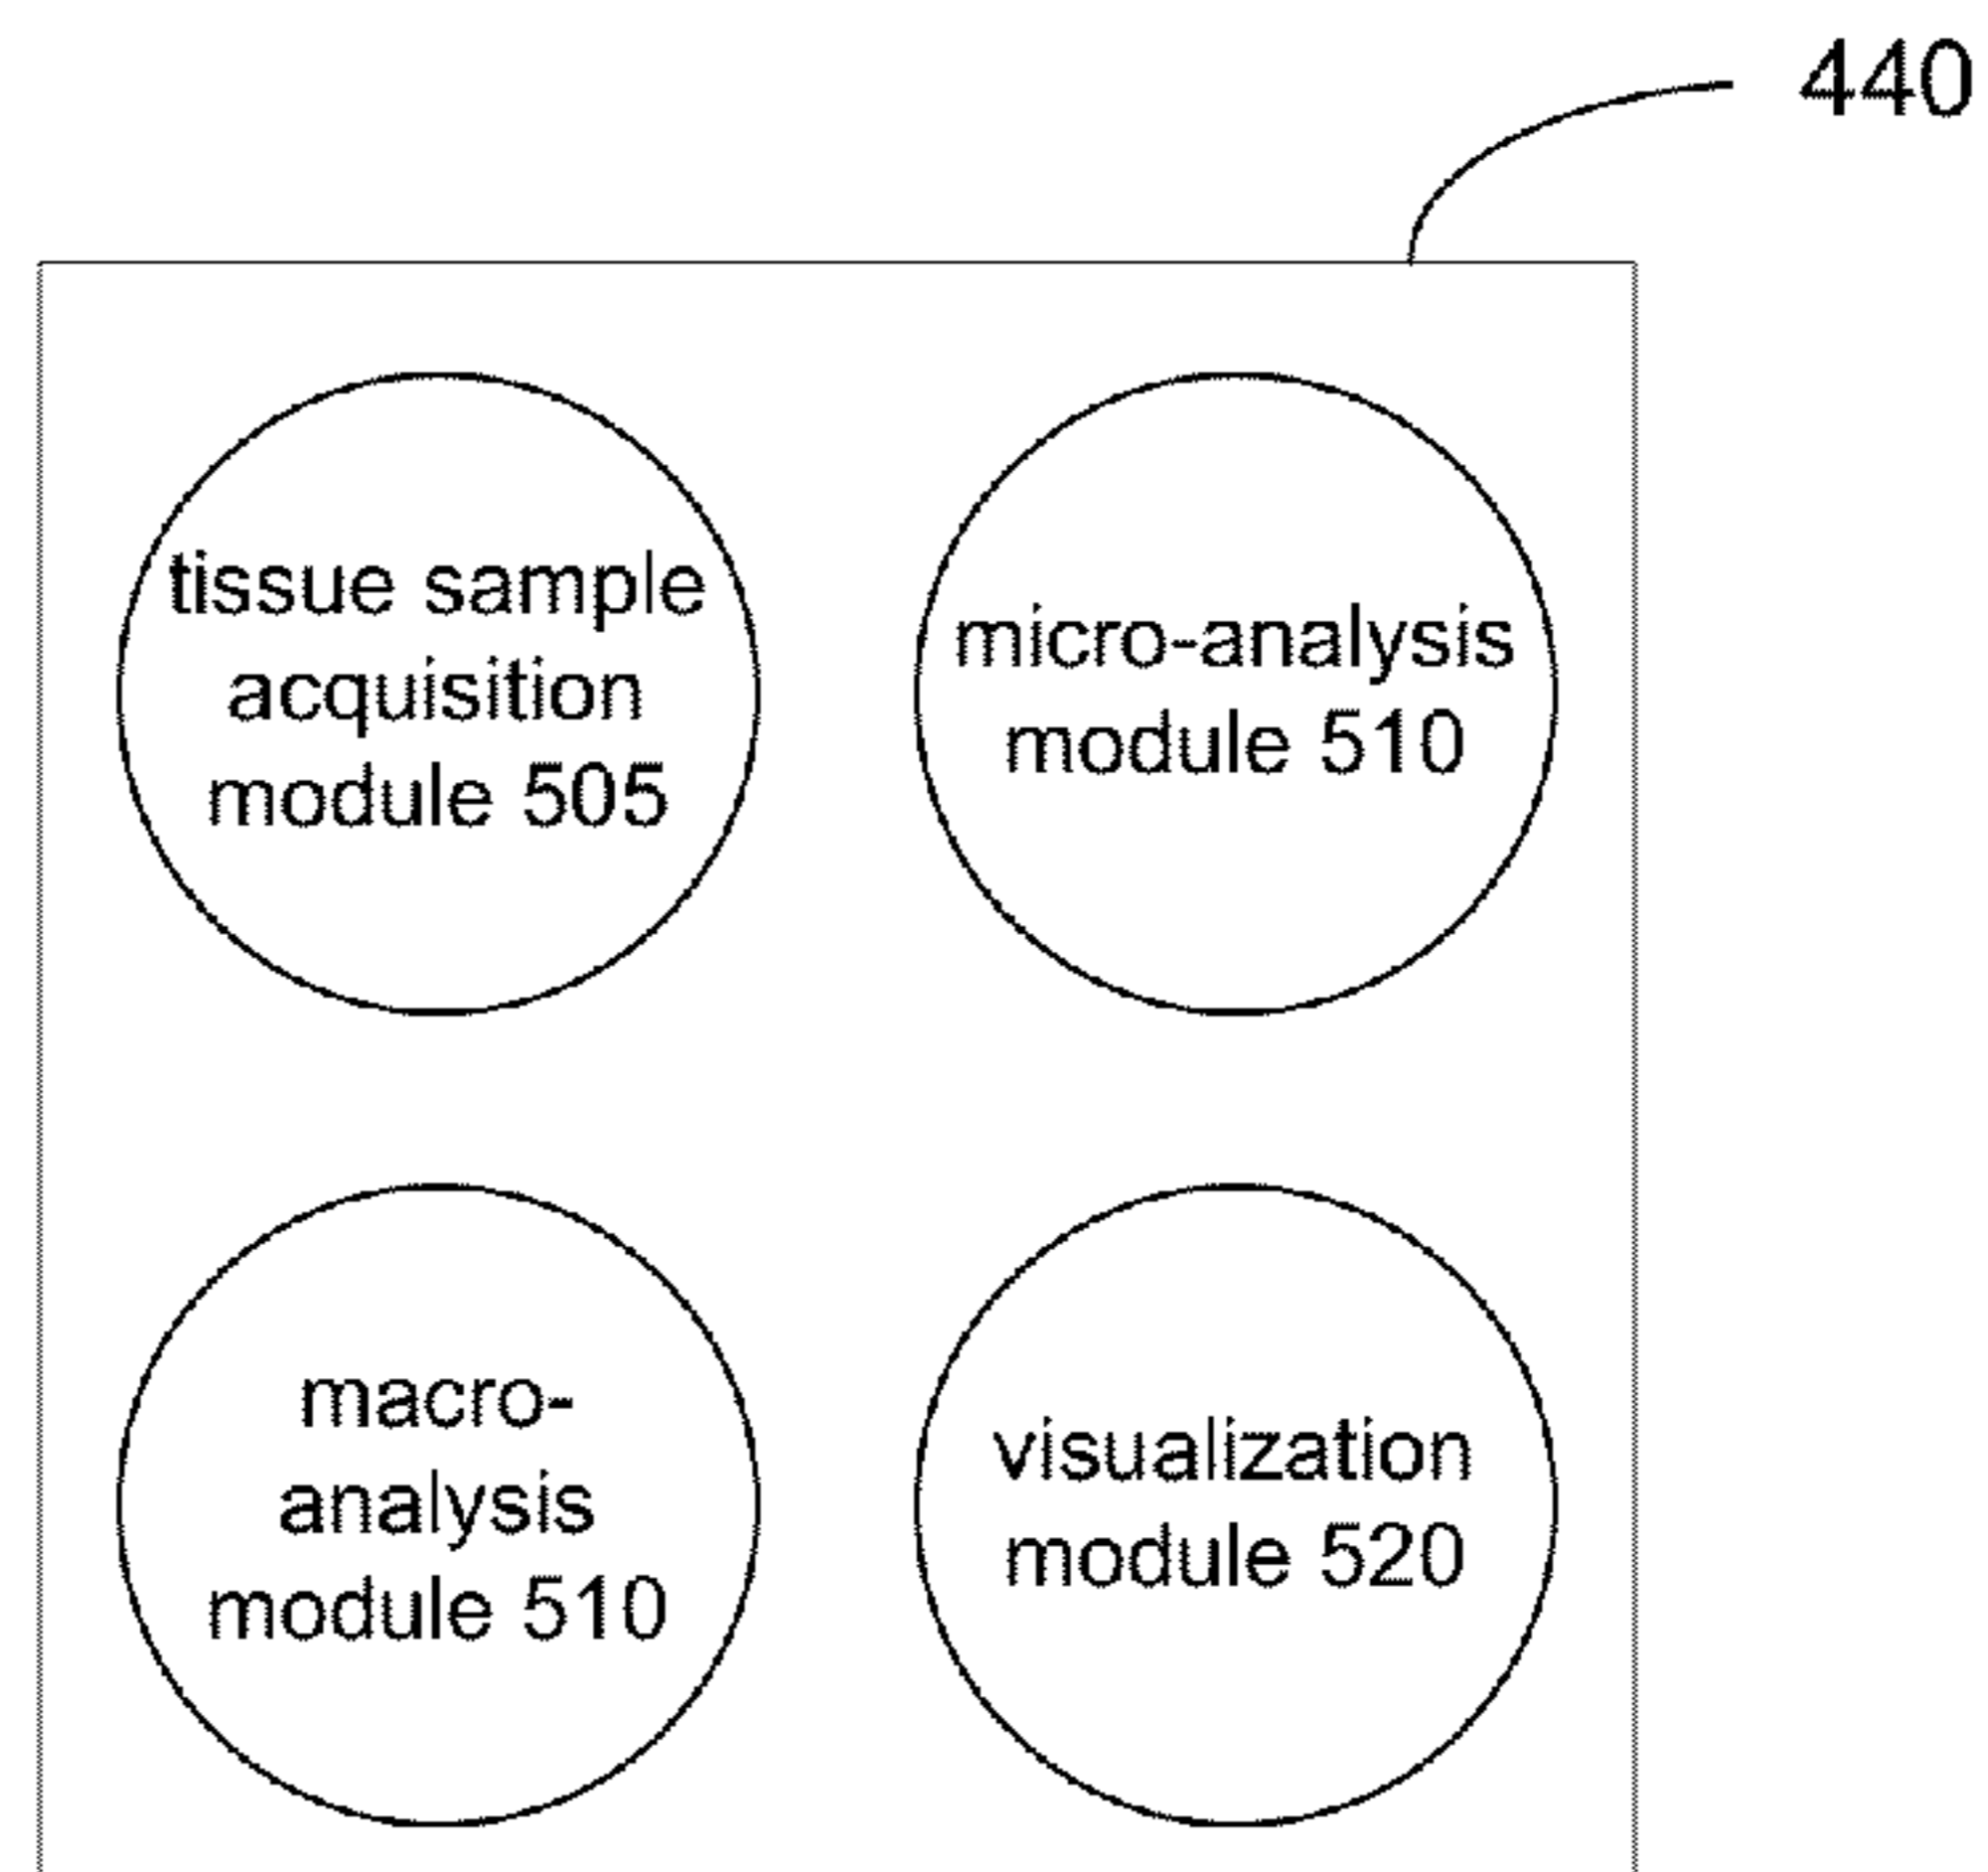 440
tissue sample
acquisition
module 505
micro-analysis
module 510
macro-
analysis
module 510
visualization
module 520